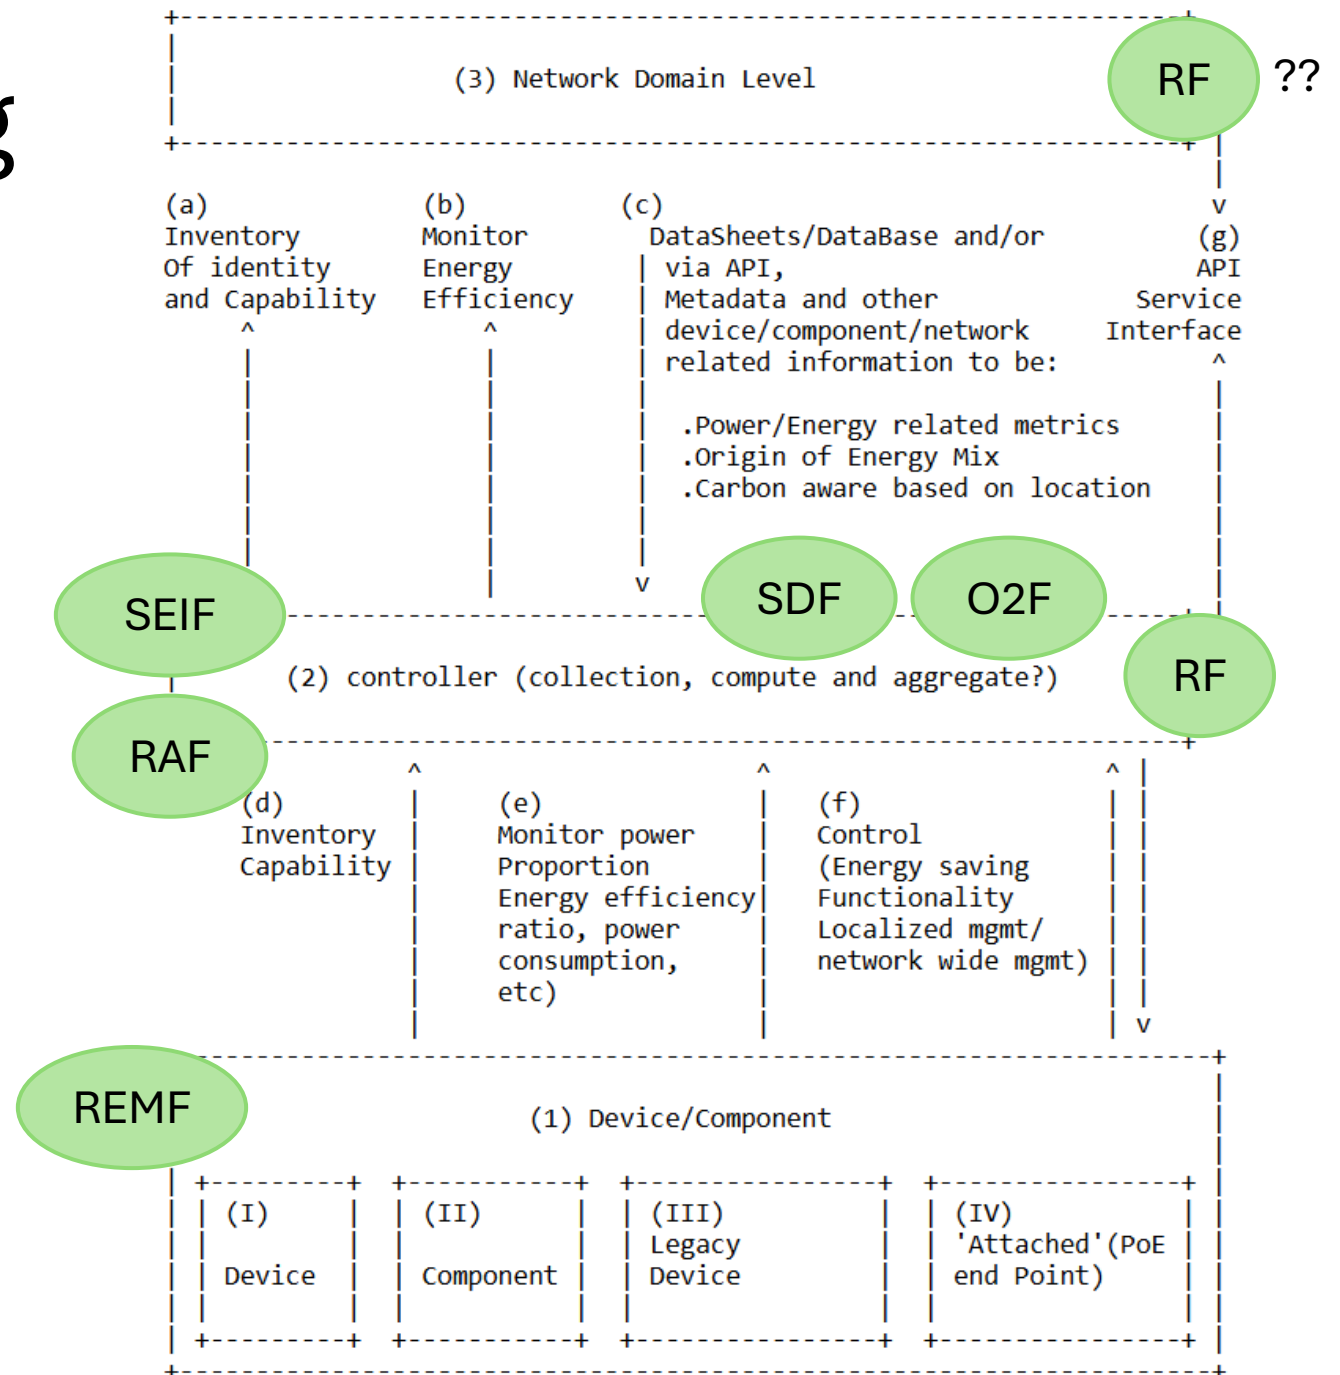 g
(3) Network Domain Level
RF ??
(a)
Inventory
Of identity
and Capability
(b)
Monitor
Energy
Efficiency
(c)
DataSheets/DataBase and/or
via API,
Metadata and other
device/component/network
related information to be:
.Power/Energy related metrics
.Origin of Energy Mix
.Carbon aware based on location
(g)
API
Service
Interface
SEIF
SDF
O2F
(2) controller (collection, compute and aggregate?)
RF
RAF
(d)
Inventory
Capability
(e)
Monitor power
Proportion
Energy efficiency
ratio, power
consumption,
etc)
(f)
Control
(Energy saving
Functionality
Localized mgmt/
network wide mgmt)
REMF
(1) Device/Component
(I)
Device
(II)
Component
(III)
Legacy
Device
(IV)
'Attached'(PoE
end Point)